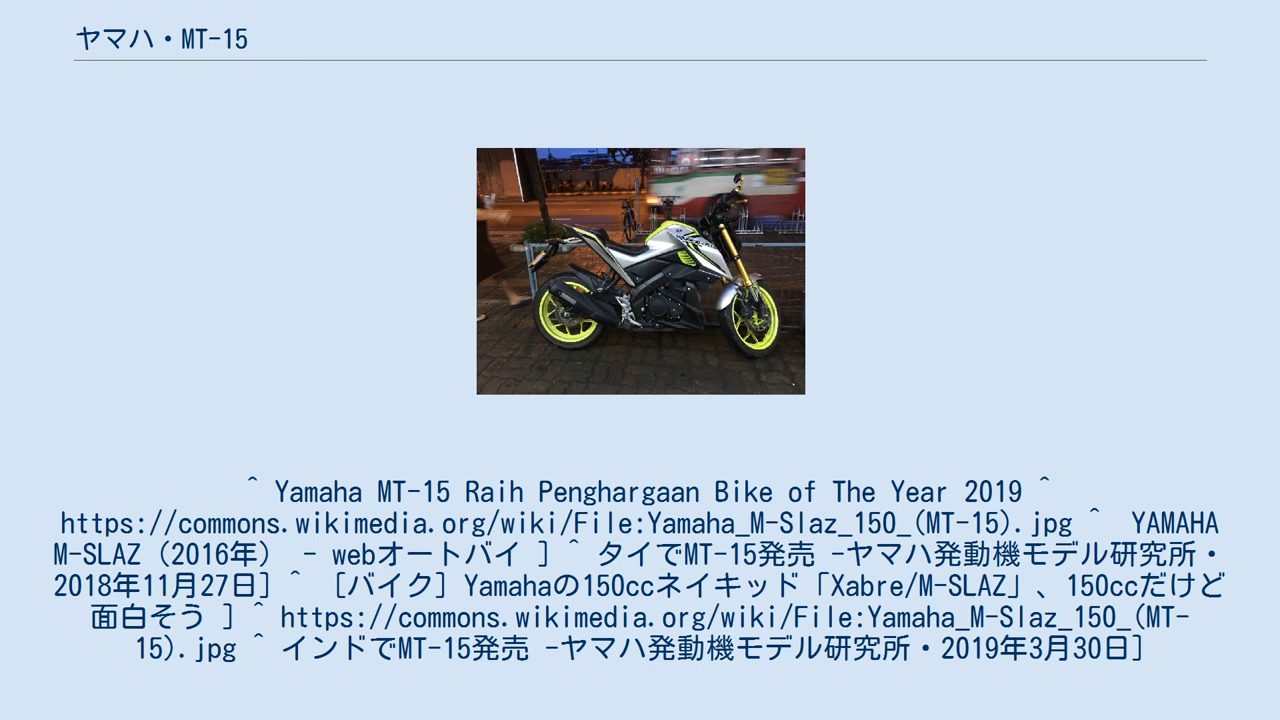 ヤマハ・MT-15
^ Yamaha MT-15 Raih Penghargaan Bike of The Year 2019 ^
https://commons.wikimedia.org/wiki/File:Yamaha_M-Slaz_150_(MT-15).jpg ^ YAMAHA
M-SLAZ (2016年) - webオートバイ ] ^ タイでMT-15発売 -ヤマハ発動機モデル研究所・
2018年11月27日] ^ [バイク] Yamahaの150ccネイキッド「Xabre/M-SLAZ」、150ccだけど
面白そう ] ^ https://commons.wikimedia.org/wiki/File:Yamaha_M-Slaz_150_(MT-
15).jpg ^ インドでMT-15発売 -ヤマハ発動機モデル研究所・2019年3月30日]